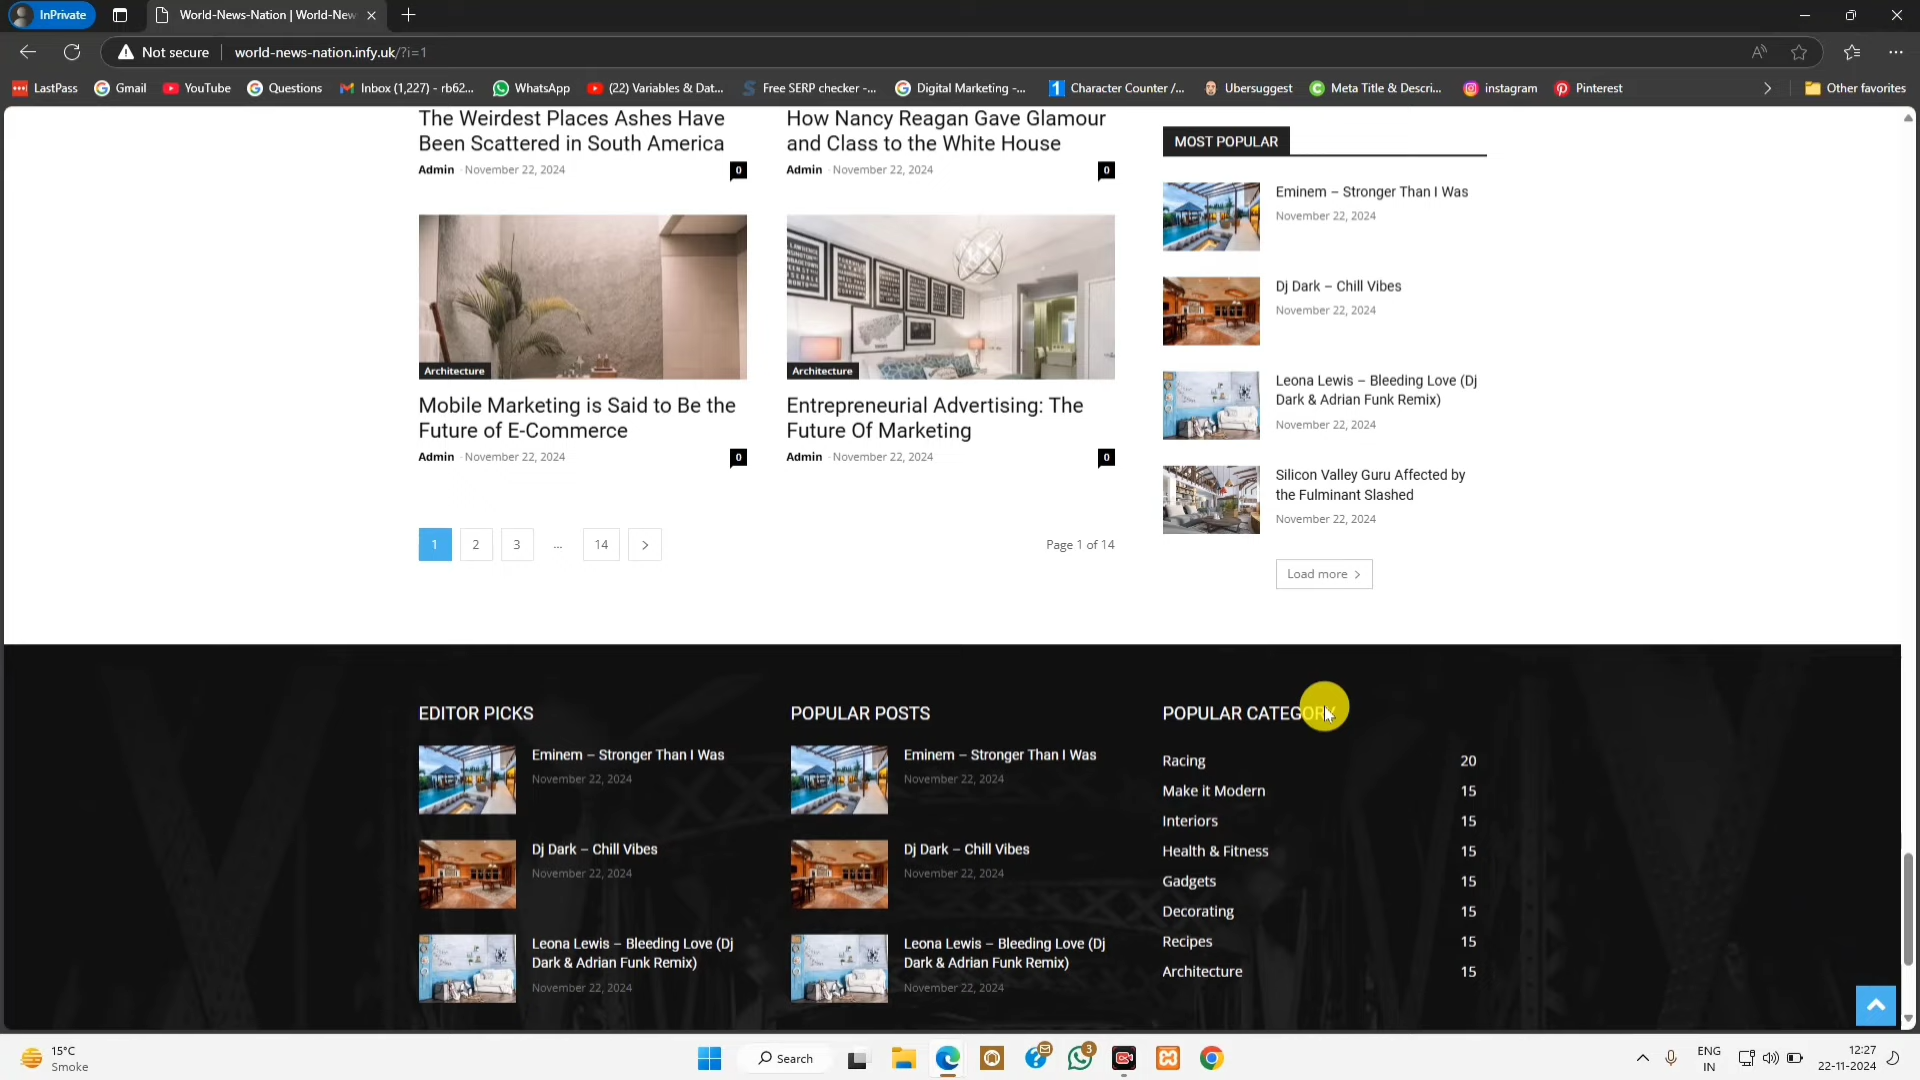 InPrivate
World-News-Nation | World-New
Not secure
world-news-nation.infy.uk/?i=1
LastPass
Gmail
YouTube
Questions
Inbox (1,227) - rb62...
WhatsApp
(22) Variables & Dat...
Free SERP checker -...
Digital Marketing -...
Character Counter /...
Ubersuggest
Meta Title & Descri...
instagram
Pinterest
Other favorites
The Weirdest Places Ashes Have
Been Scattered in South America
Admin - November 22, 2024
0
How Nancy Reagan Gave Glamour
and Class to the White House
Admin - November 22, 2024
0
Architecture
Mobile Marketing is Said to Be the
Future of E-Commerce
Admin - November 22, 2024
0
Architecture
Entrepreneurial Advertising: The
Future Of Marketing
Admin - November 22, 2024
0
1
2
3
...
14
Page 1 of 14
MOST POPULAR
Eminem – Stronger Than I Was
November 22, 2024
Dj Dark – Chill Vibes
November 22, 2024
Leona Lewis – Bleeding Love (Dj
Dark & Adrian Funk Remix)
November 22, 2024
Silicon Valley Guru Affected by
the Fulminant Slashed
November 22, 2024
Load more
EDITOR PICKS
Eminem – Stronger Than I Was
November 22, 2024
Dj Dark – Chill Vibes
November 22, 2024
Leona Lewis – Bleeding Love (Dj
Dark & Adrian Funk Remix)
November 22, 2024
POPULAR POSTS
Eminem – Stronger Than I Was
November 22, 2024
Dj Dark – Chill Vibes
November 22, 2024
Leona Lewis – Bleeding Love (Dj
Dark & Adrian Funk Remix)
November 22, 2024
POPULAR CATEGORY
Racing 20
Make it Modern 15
Interiors 15
Health & Fitness 15
Gadgets 15
Decorating 15
Recipes 15
Architecture 15
15°C
Smoke
Search
3
ENG
IN
12:27
22-11-2024